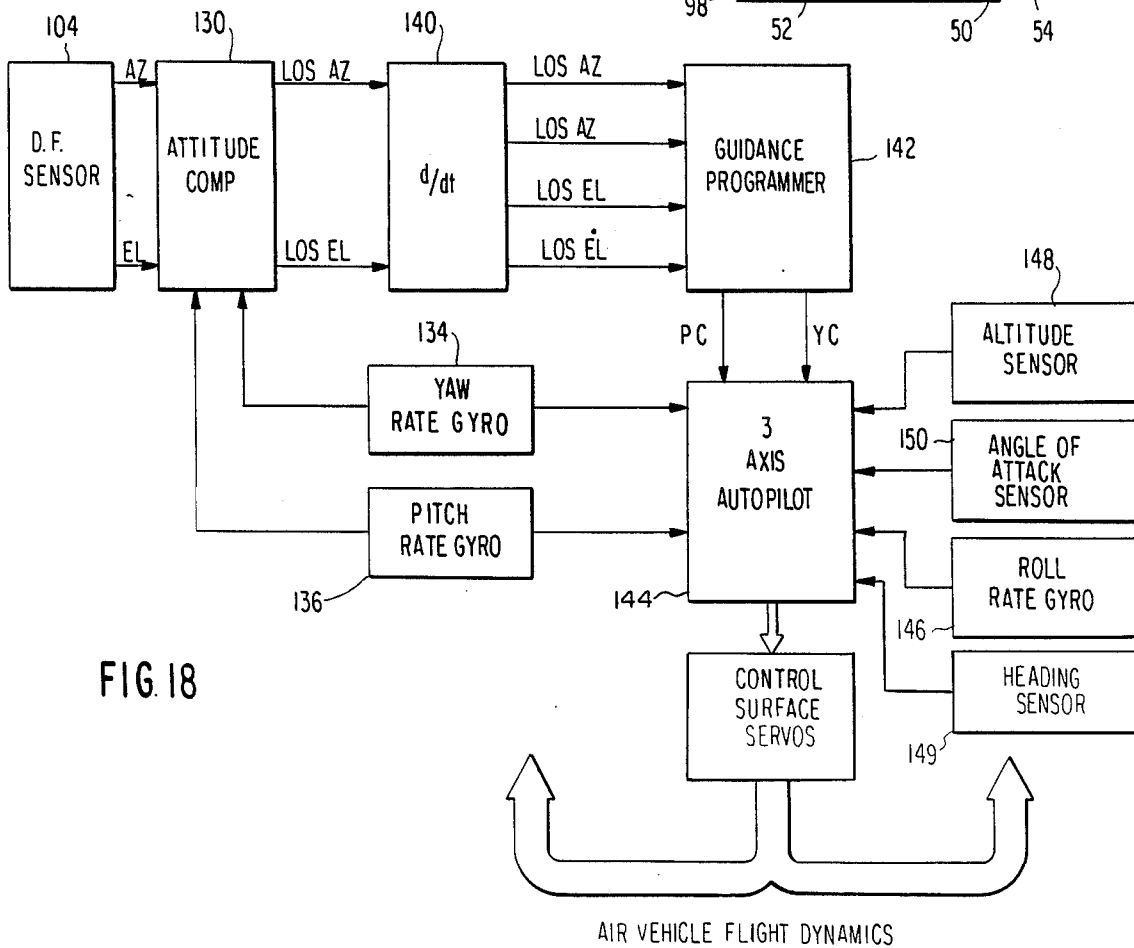 98
52
50
54
104
130
140
AZ
LOS AZ
LOS AZ
D.F.
SENSOR
ATTITUDE
COMP
d/dt
LOS AZ
GUIDANCE
PROGRAMMER
142
LOS EL
EL
LOS EL
LOS ĖL
148
134
PC
YC
ALTITUDE
SENSOR
YAW
RATE GYRO
3
AXIS
AUTOPILOT
150
ANGLE OF
ATTACK
SENSOR
PITCH
RATE GYRO
136
144
ROLL
RATE GYRO
146
FIG. 18
CONTROL
SURFACE
SERVOS
HEADING
SENSOR
149
AIR VEHICLE FLIGHT DYNAMICS